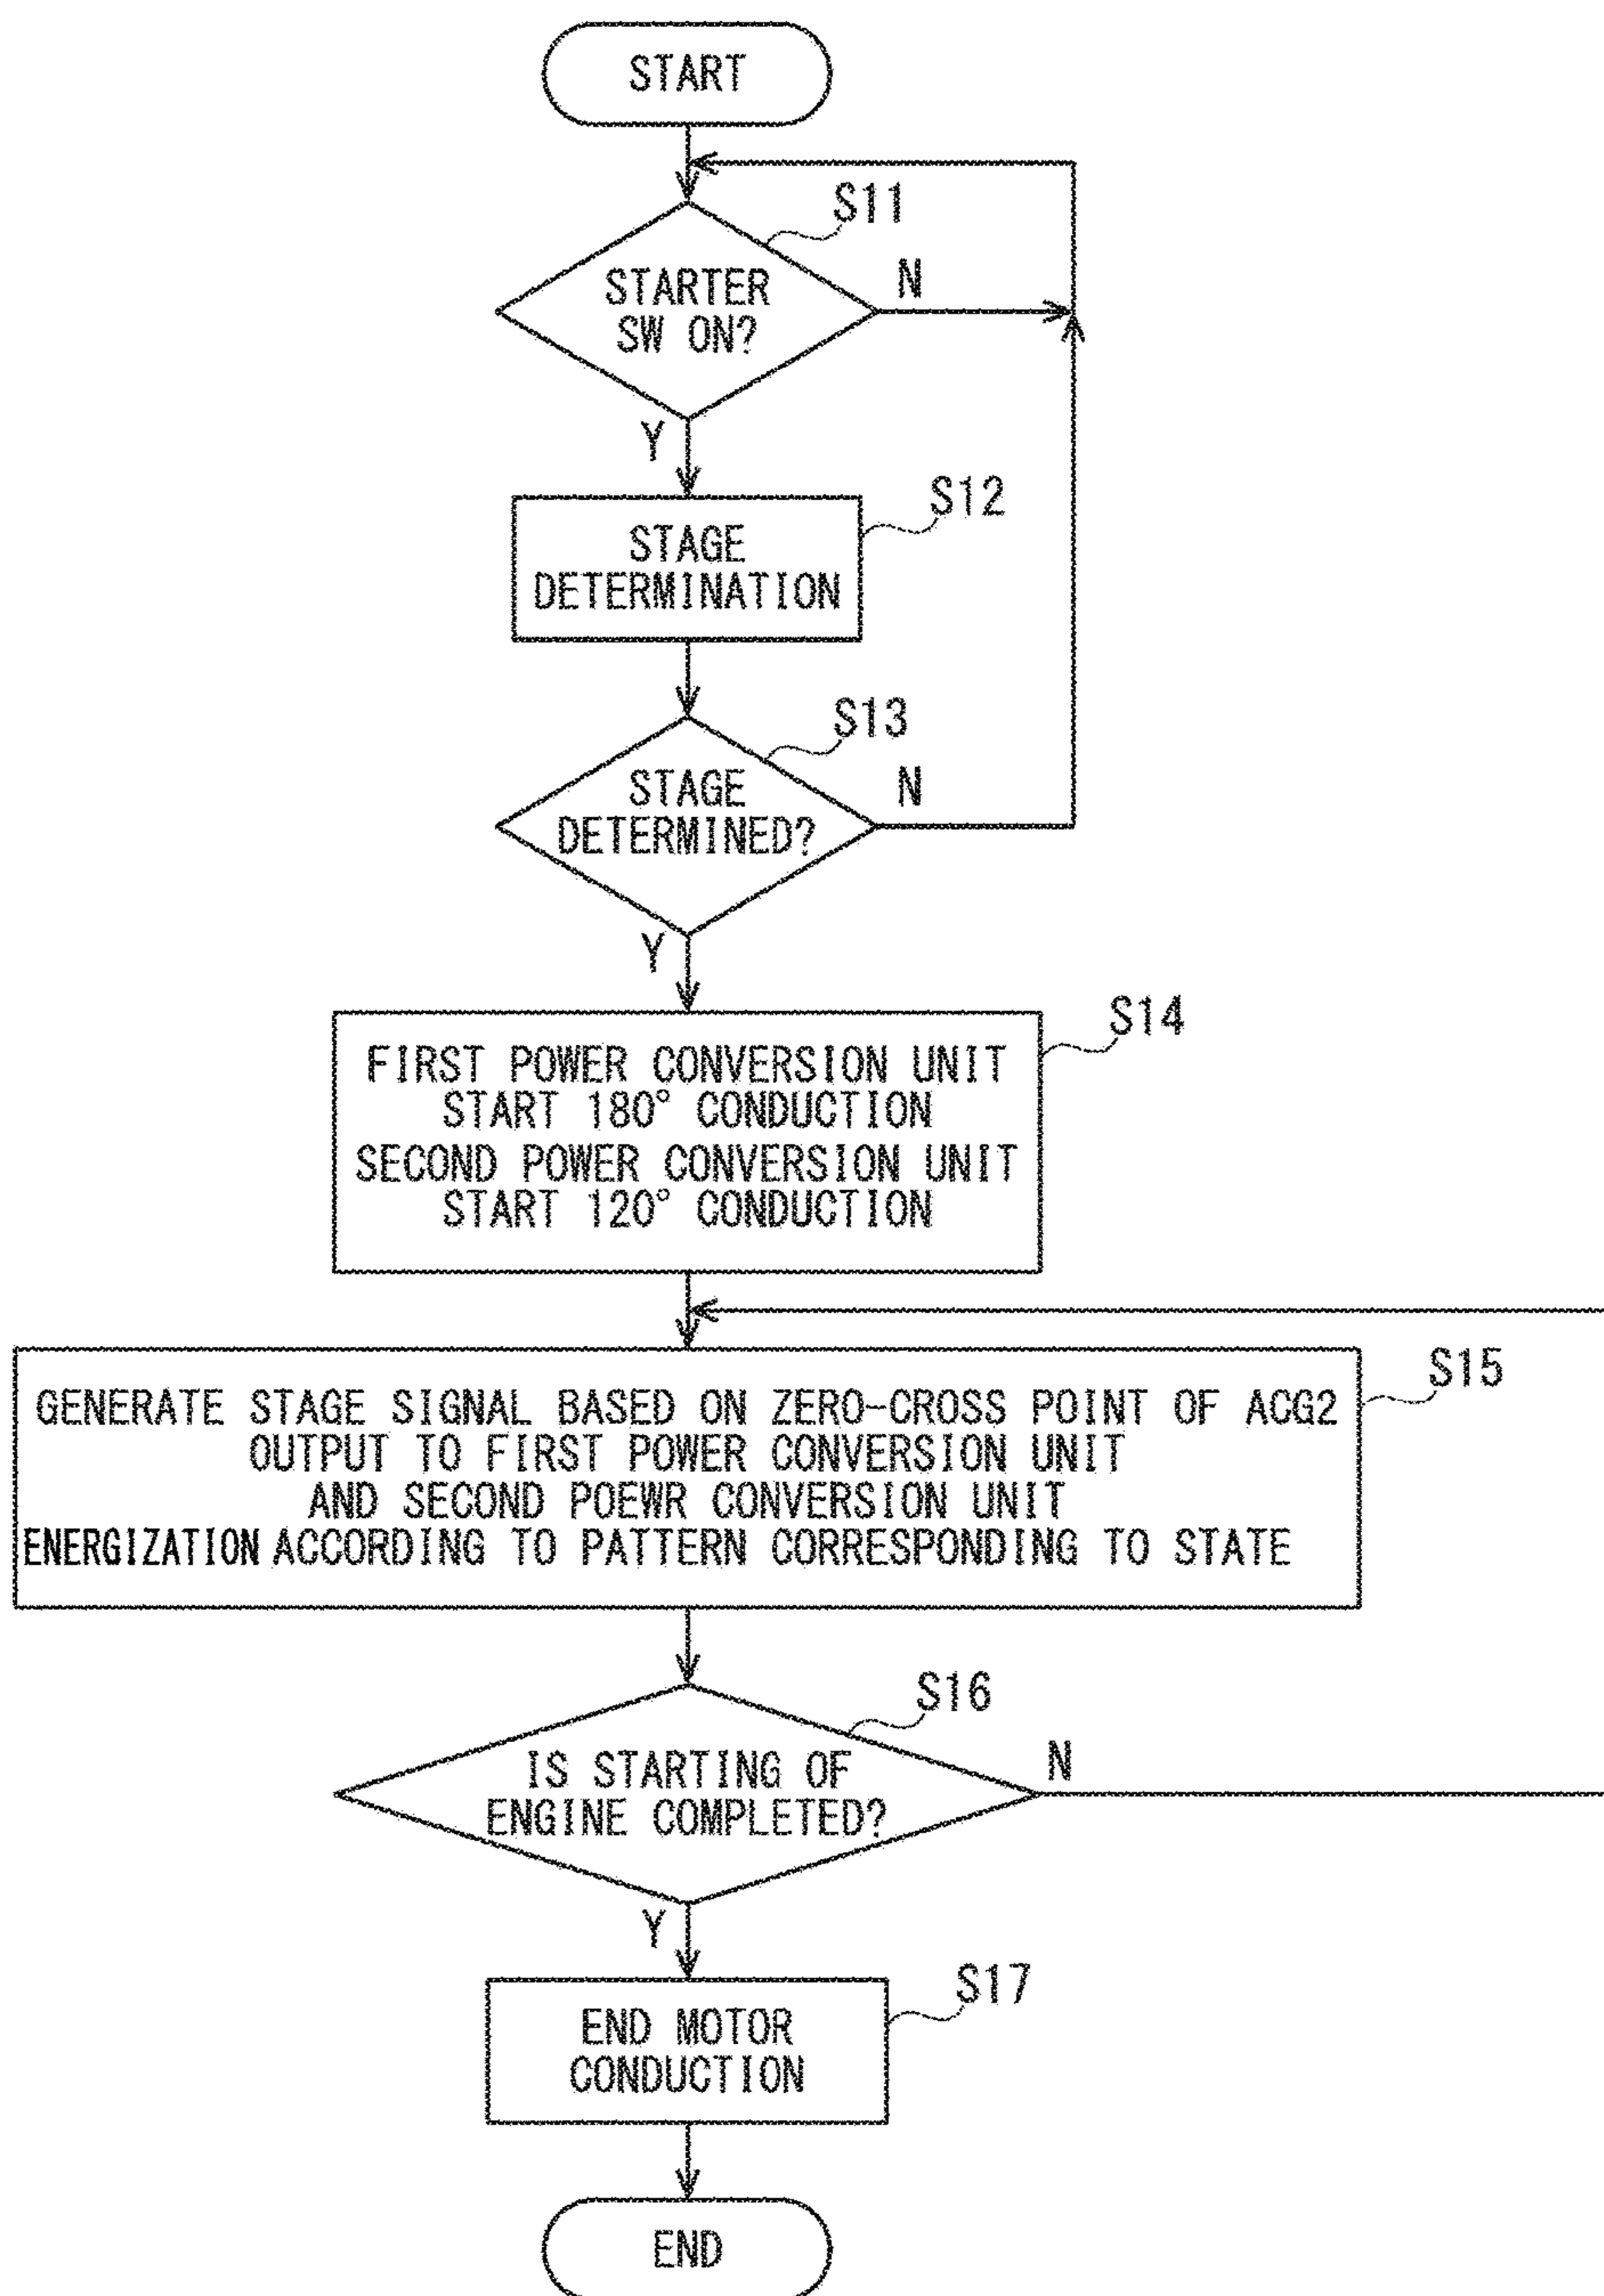 START
S11
STARTER
SW ON?
N
Y
S12
STAGE
DETERMINATION
S13
STAGE
DETERMINED?
N
Y
S14
FIRST POWER CONVERSION UNIT
START 180° CONDUCTION
SECOND POWER CONVERSION UNIT
START 120° CONDUCTION
S15
GENERATE STAGE SIGNAL BASED ON ZERO-CROSS POINT OF ACG2
OUTPUT TO FIRST POWER CONVERSION UNIT
AND SECOND POEWR CONVERSION UNIT
ENERGIZATION ACCORDING TO PATTERN CORRESPONDING TO STATE
S16
IS STARTING OF
ENGINE COMPLETED?
N
Y
S17
END MOTOR
CONDUCTION
END